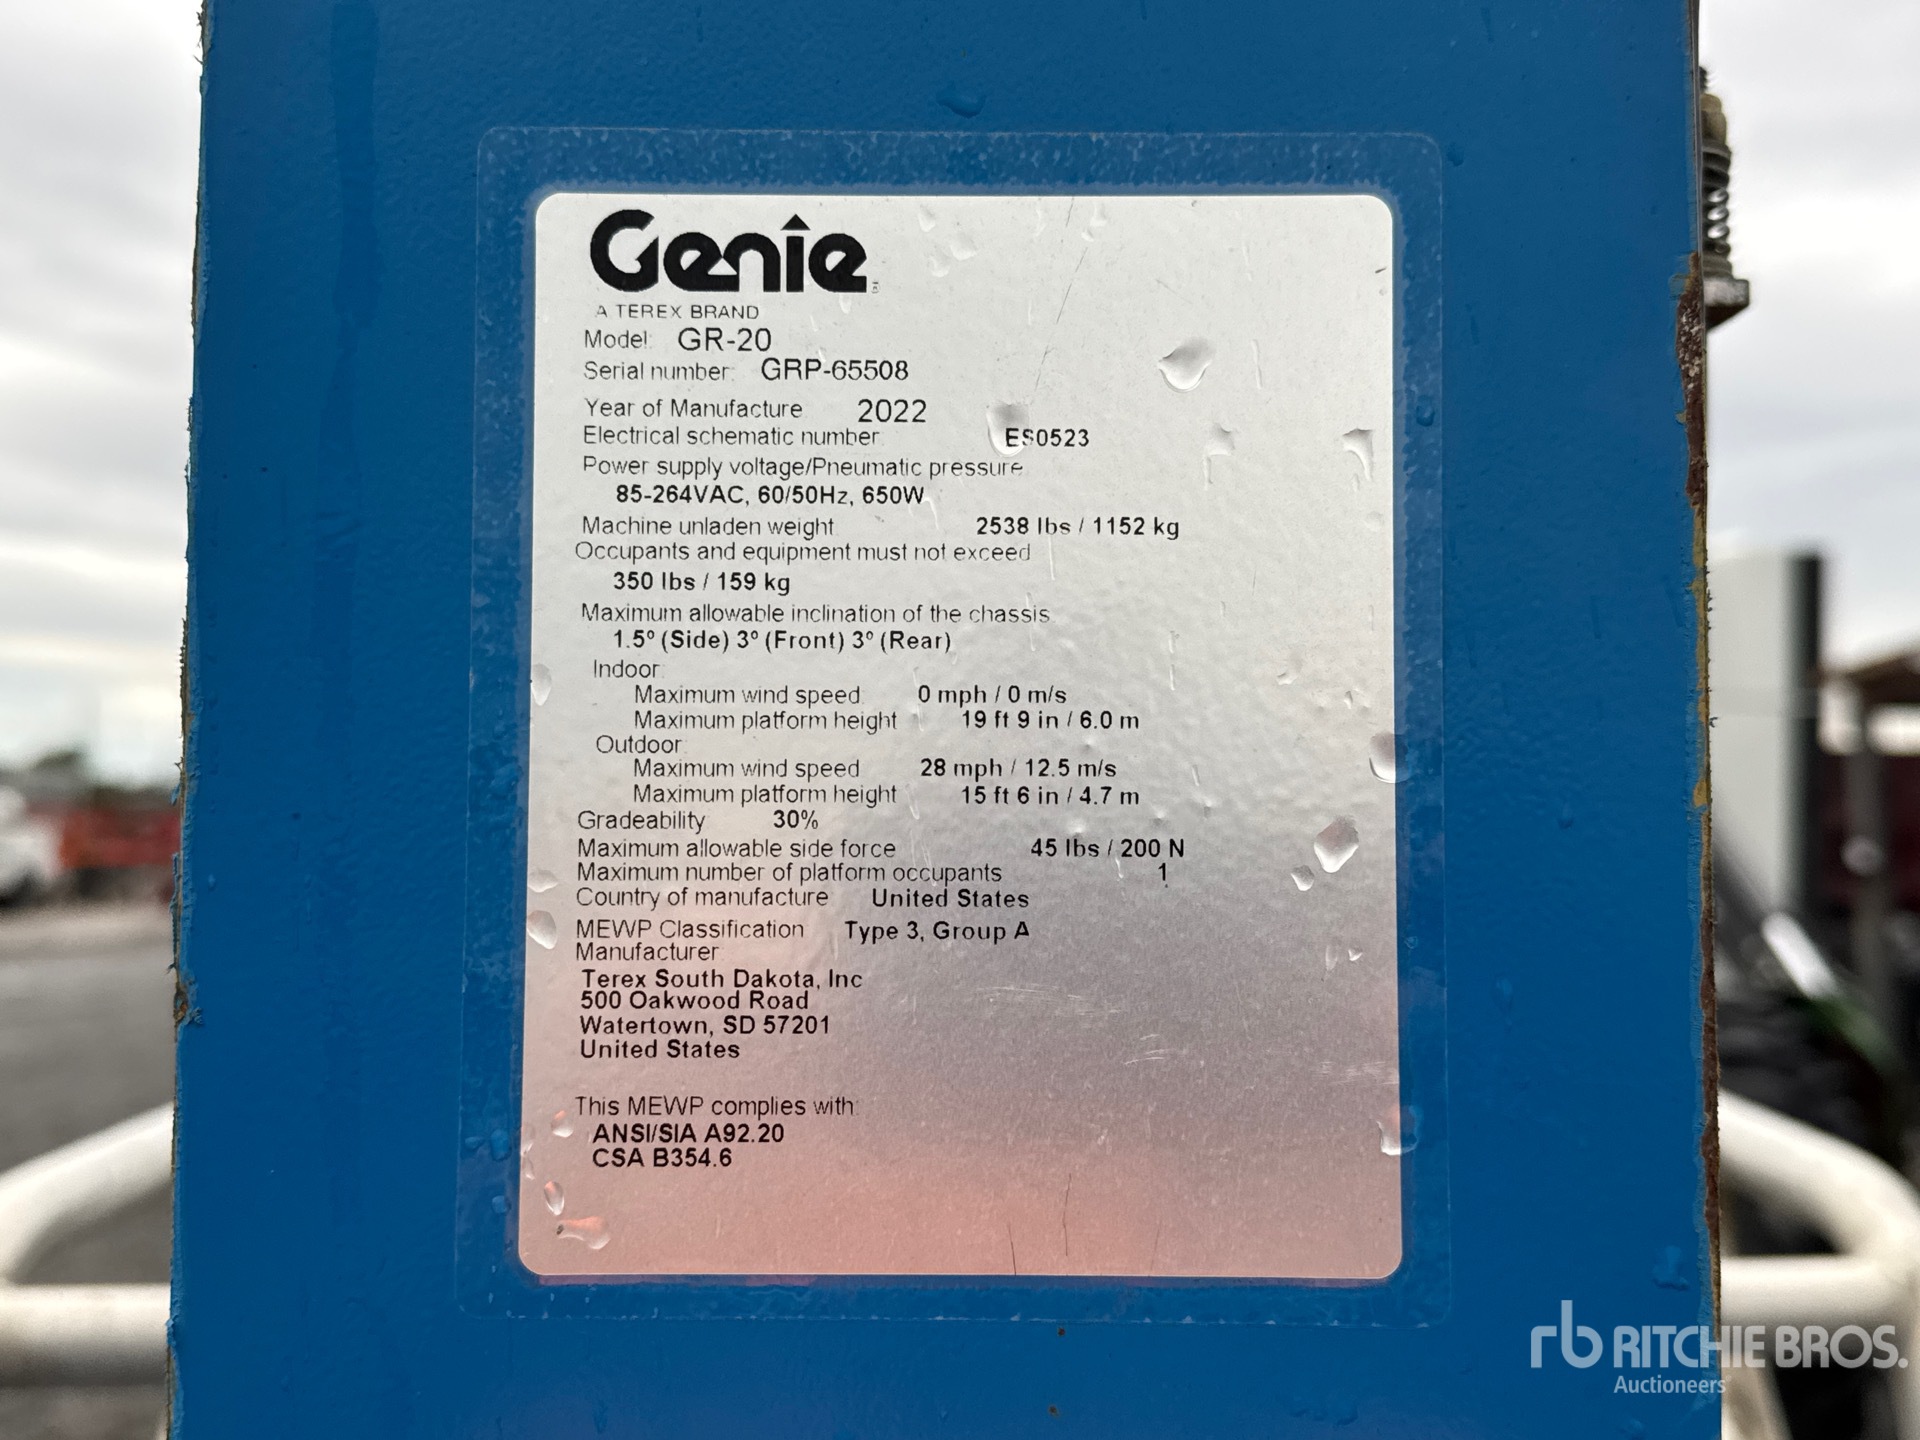 Genie
A TEREX BRAND
Model: GR-20
Serial number: GRP-65508
Year of Manufacture 2022
Electrical schematic number: ES0523
Power supply voltage/Pneumatic pressure
85-264VAC, 60/50Hz, 650W
Machine unladen weight 2538 lbs / 1152 kg
Occupants and equipment must not exceed
350 lbs / 159 kg
Maximum allowable inclination of the chassis
1.5º (Side) 3º (Front) 3º (Rear)
Indoor:
Maximum wind speed: 0 mph / 0 m/s
Maximum platform height 19 ft 9 in / 6.0 m
Outdoor:
Maximum wind speed 28 mph / 12.5 m/s
Maximum platform height 15 ft 6 in / 4.7 m
Gradeability 30%
Maximum allowable side force 45 lbs / 200 N
Maximum number of platform occupants 1
Country of manufacture United States
MEWP Classification Type 3, Group A
Manufacturer:
Terex South Dakota, Inc
500 Oakwood Road
Watertown, SD 57201
United States
This MEWP complies with:
ANSI/SIA A92.20
CSA B354.6
rb RITCHIE BROS.
Auctioneers